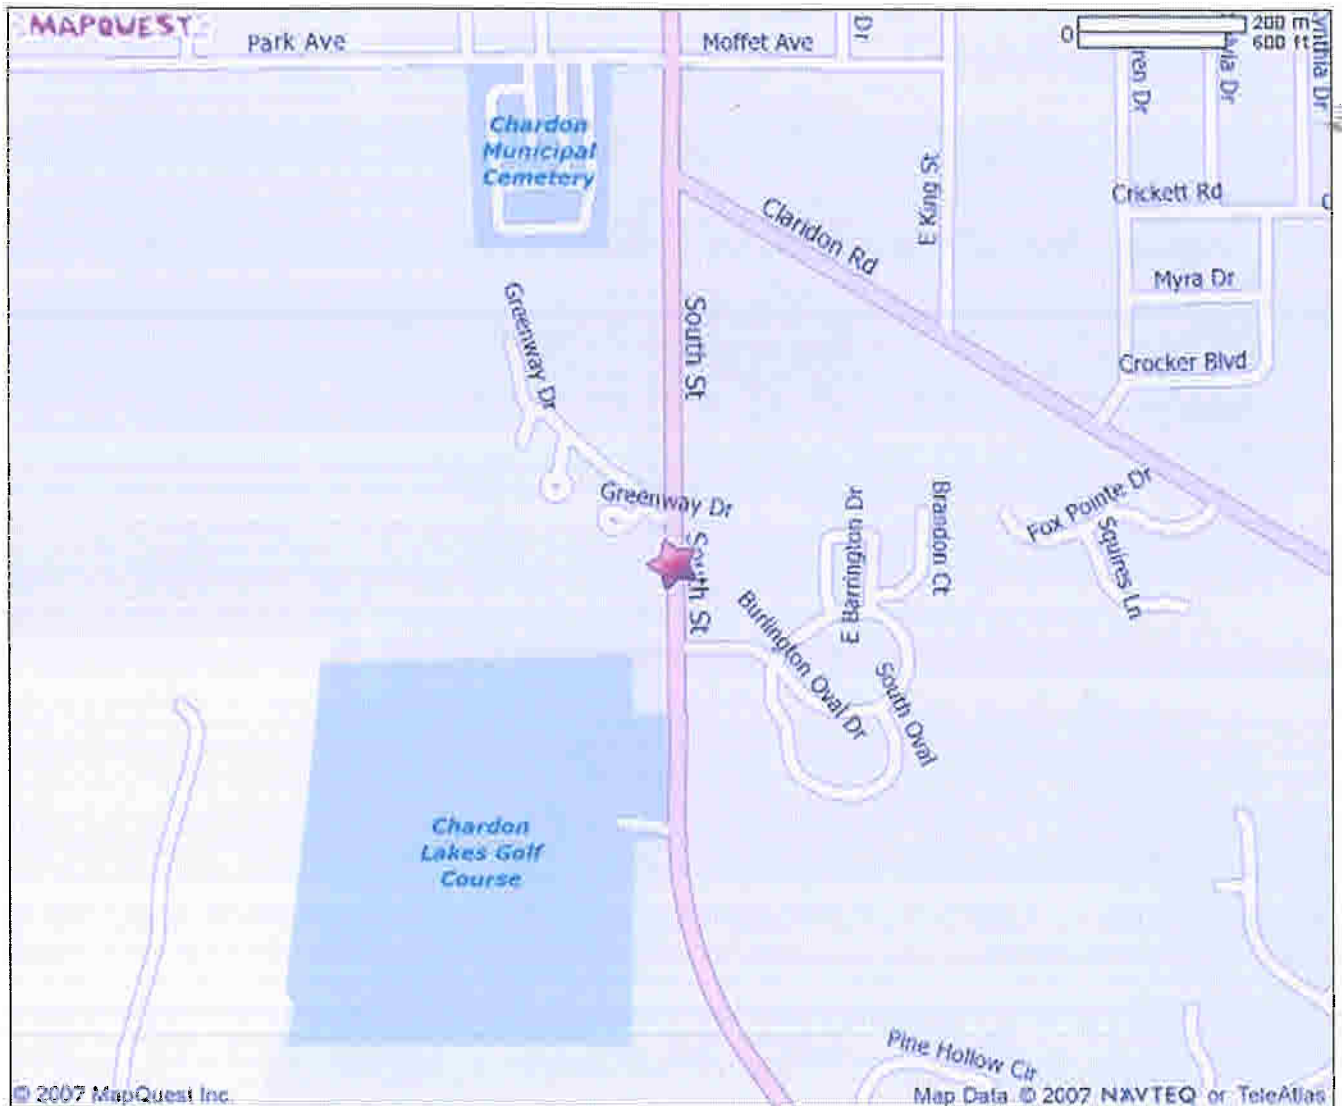 MAPQUEST
Park Ave
Moffet Ave
Dr
0
200 m
600 ft
Dr
Dr
Dr
Chardon
Municipal
Cemetery
E King St
Crickett Rd
Claridon Rd
Myra Dr
Greenway Dr
South St
Crocker Blvd
Greenway Dr
Fox Pointe Dr
E Barrington Dr
Brandon Ct
Squires Ln
South St
Burlington Oval Dr
South Oval
Chardon
Lakes Golf
Course
Pine Hollow Cir
© 2007 MapQuest Inc.
Map Data © 2007 NAVTEQ or TeleAtlas